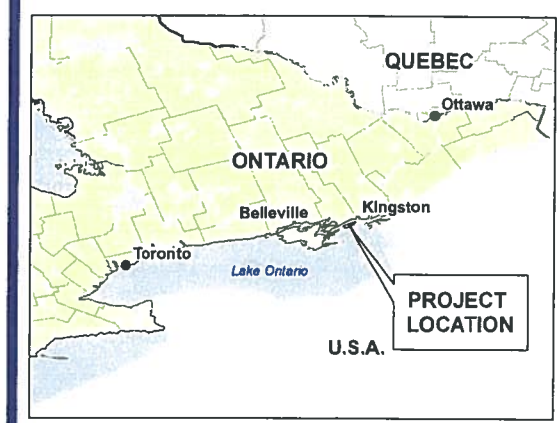 QUEBEC
Ottawa
ONTARIO
Belleville
Kingston
Toronto
Lake Ontario
PROJECT
LOCATION
U.S.A.